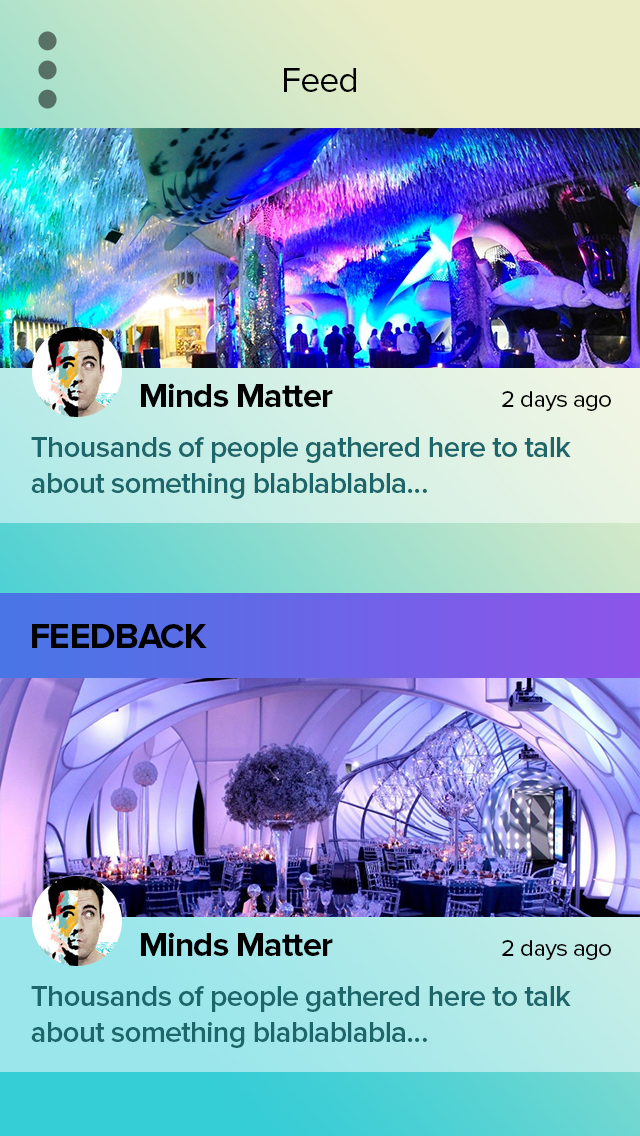 Feed
Minds Matter
2 days ago
Thousands of people gathered here to talk
about something blablablabla...
FEEDBACK
Minds Matter
2 days ago
Thousands of people gathered here to talk
about something blablablabla...